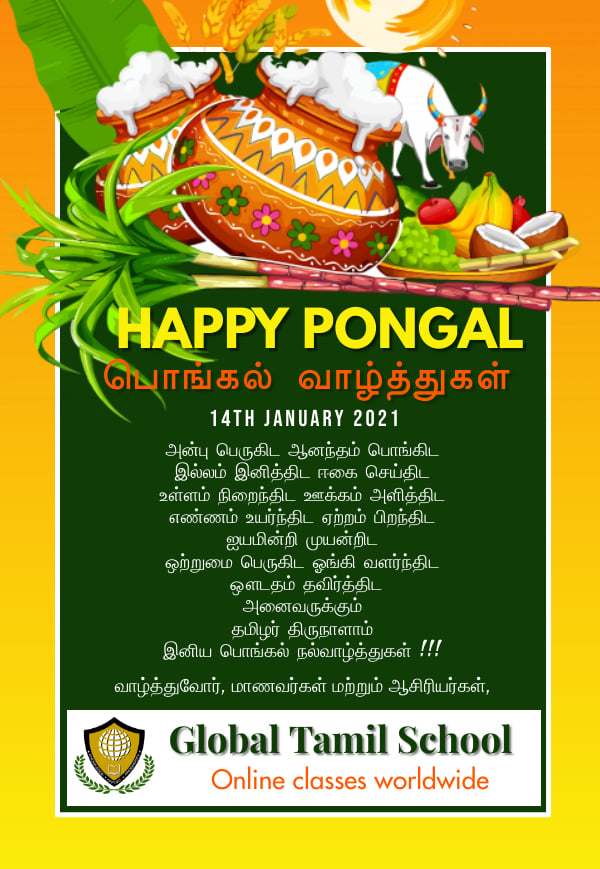 HAPPY PONGAL
பொங்கல் வாழ்த்துகள்
14TH JANUARY 2021
அன்பு பெருகிட ஆனந்தம் பொங்கிட
இல்லம் இனித்திட ஈகை செய்திட
உள்ளம் நிறைந்திட ஊக்கம் அளித்திட
எண்ணம் உயர்ந்திட ஏற்றம் பிறந்திட
ஐயமின்றி முயன்றிட
ஒற்றுமை பெருகிட ஓங்கி வளர்ந்திட
ஔடதம் தவிர்த்திட
அனைவருக்கும்
தமிழர் திருநாளாம்
இனிய பொங்கல் நல்வாழ்த்துகள் !!!
வாழ்த்துவோர், மாணவர்கள் மற்றும் ஆசிரியர்கள்,
Global Tamil School
Online classes worldwide